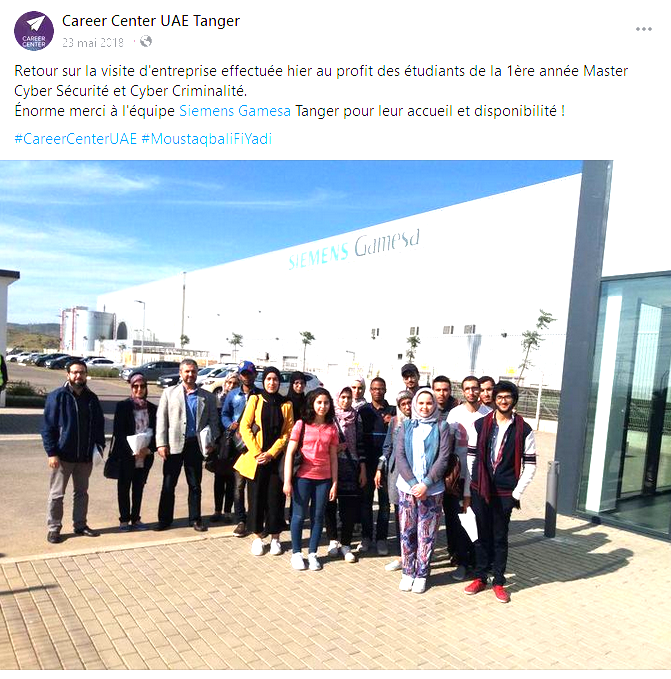 Career Center UAE Tanger
23 mai 2018 ·
Retour sur la visite d'entreprise effectuée hier au profit des étudiants de la 1ère année Master
Cyber Sécurité et Cyber Criminalité.
Énorme merci à l'équipe Siemens Gamesa Tanger pour leur accueil et disponibilité !
#CareerCenterUAE #MoustaqbaliFiYadi
CAREER
CENTER
SIEMENS Gamesa